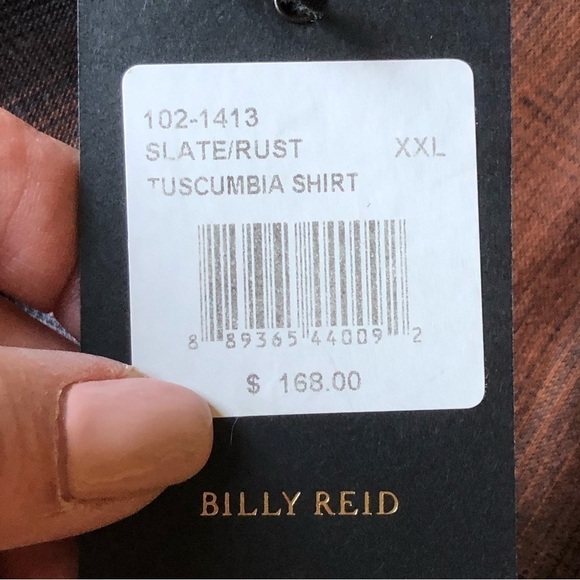 102-1413
SLATE/RUST XXL
TUSCUMBIA SHIRT
8 89365 44009 2
$ 168.00
BILLY REID